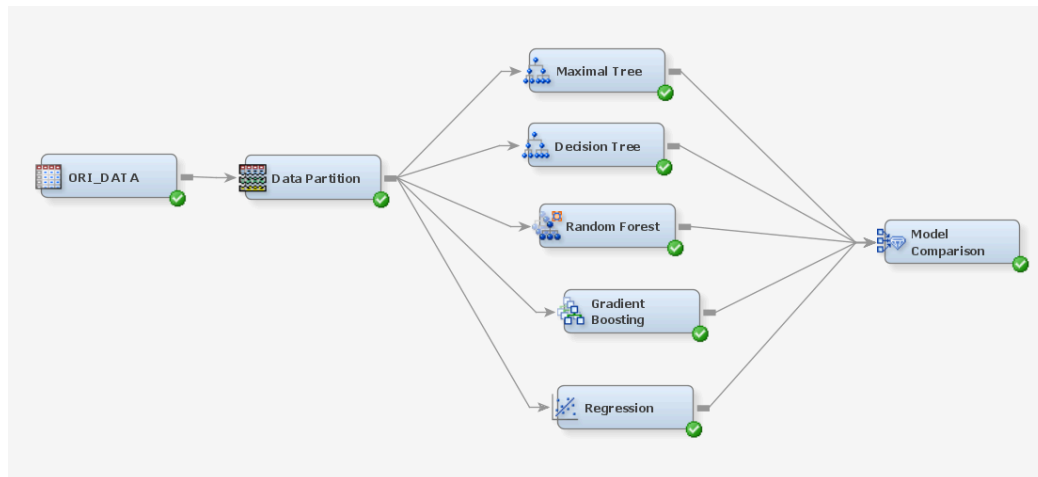 ORI_DATA
Data Partition
Maximal Tree
Decision Tree
Random Forest
Gradient
Boosting
Regression
Model
Comparison